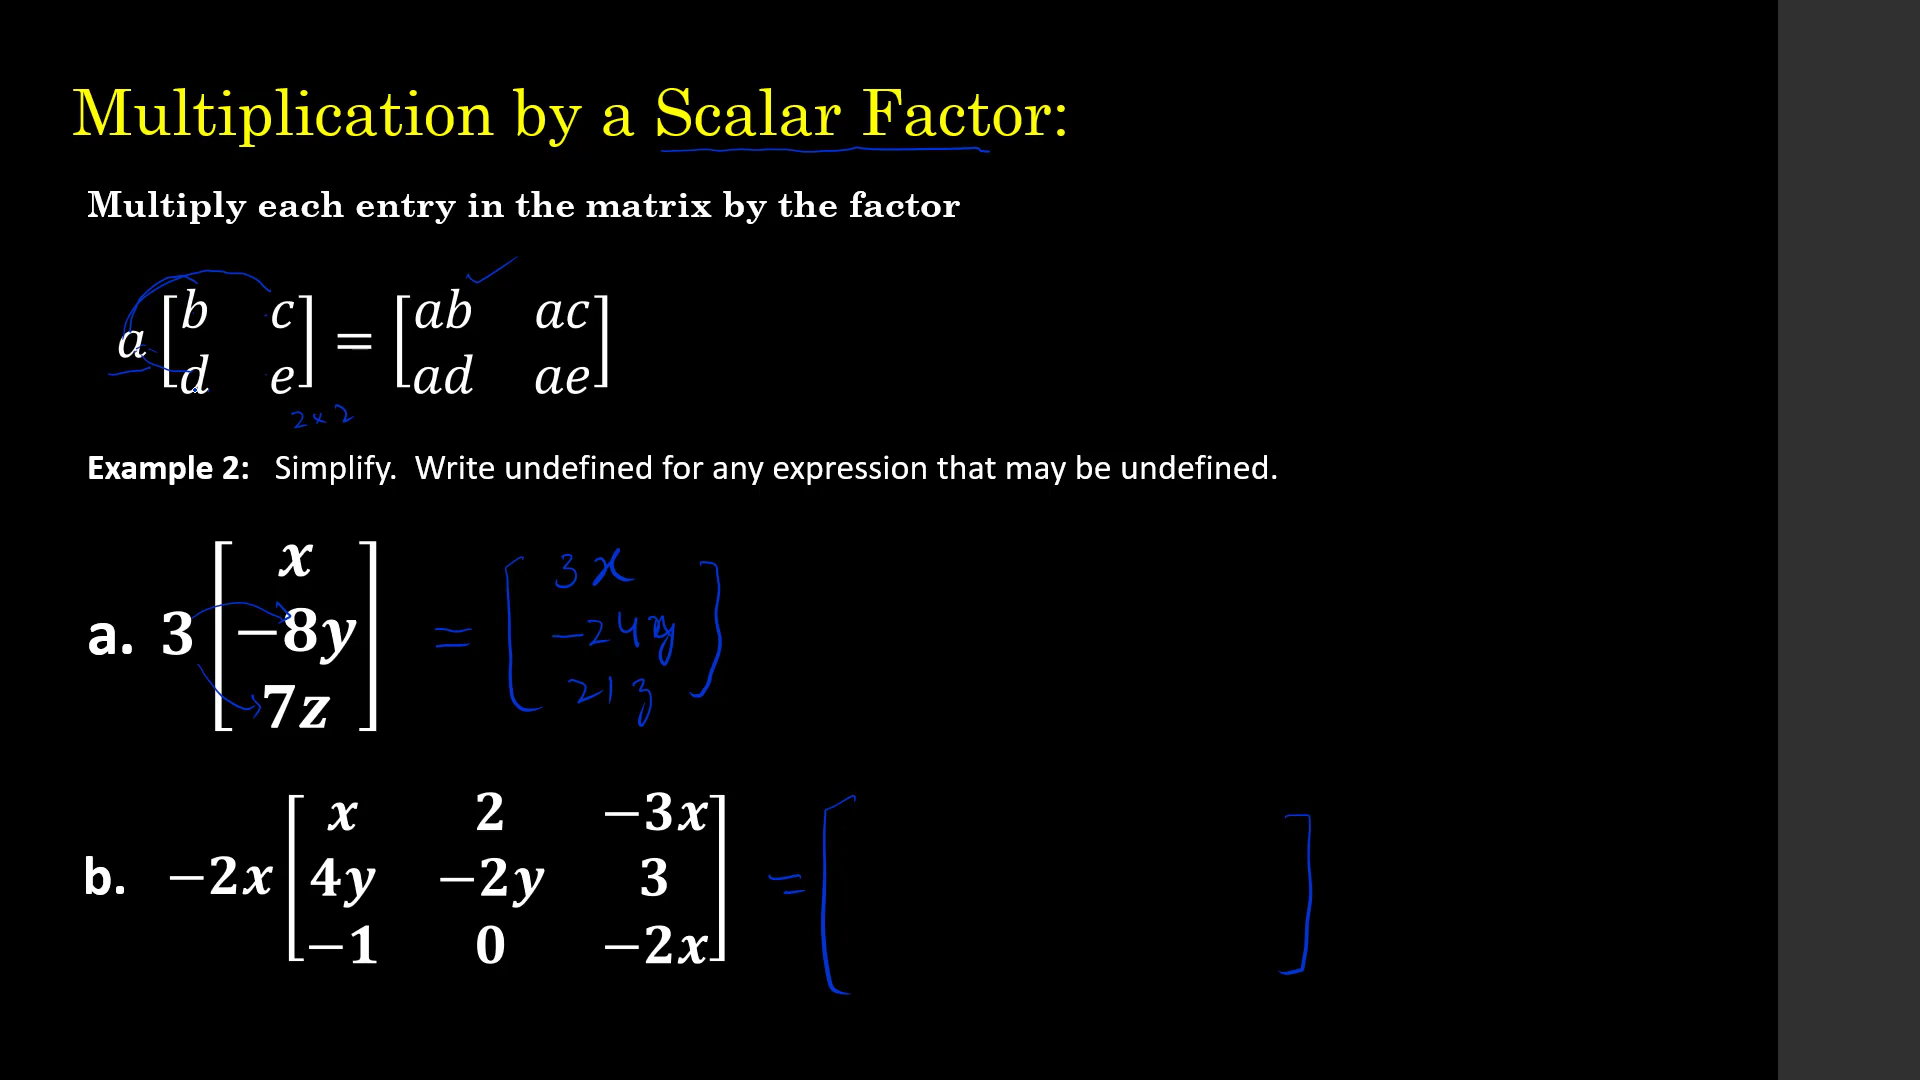 Multiplication by a Scalar Factor:
Multiply each entry in the matrix by the factor
a [b c] = [ab ac]
[d e] [ad ae]
2 × 2
Example 2: Simplify. Write undefined for any expression that may be undefined.
a. 3 [x] = [3x]
[−8y] [−24y]
[7z] [21z]
b. −2x [x 2 −3x] = [ ]
[4y −2y 3]
[−1 0 −2x]